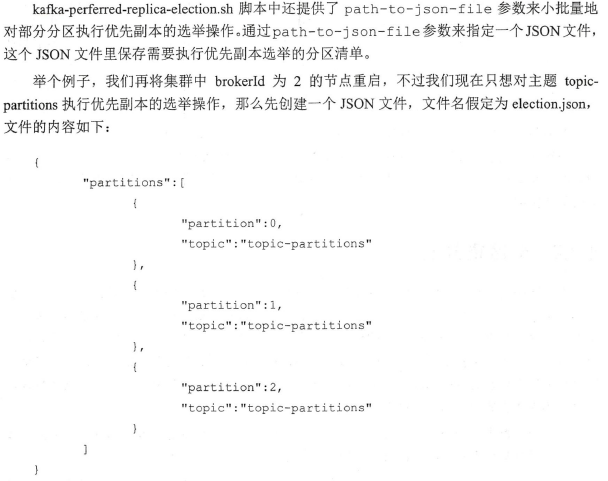 kafka-perferred-replica-election.sh 脚本中还提供了 path-to-json-file 参数来小批量地
对部分分区执行优先副本的选举操作。通过path-to-json-file参数来指定一个JSON文件,
这个 JSON 文件里保存需要执行优先副本选举的分区清单。
举个例子，我们再将集群中 brokerId 为 2 的节点重启，不过我们现在只想对主题 topic-
partitions 执行优先副本的选举操作，那么先创建一个 JSON 文件，文件名假定为 election.json，
文件的内容如下：
{
"partitions":[
{
"partition":0,
"topic":"topic-partitions"
},
{
"partition":1,
"topic":"topic-partitions"
},
{
"partition":2,
"topic":"topic-partitions"
}
]
}